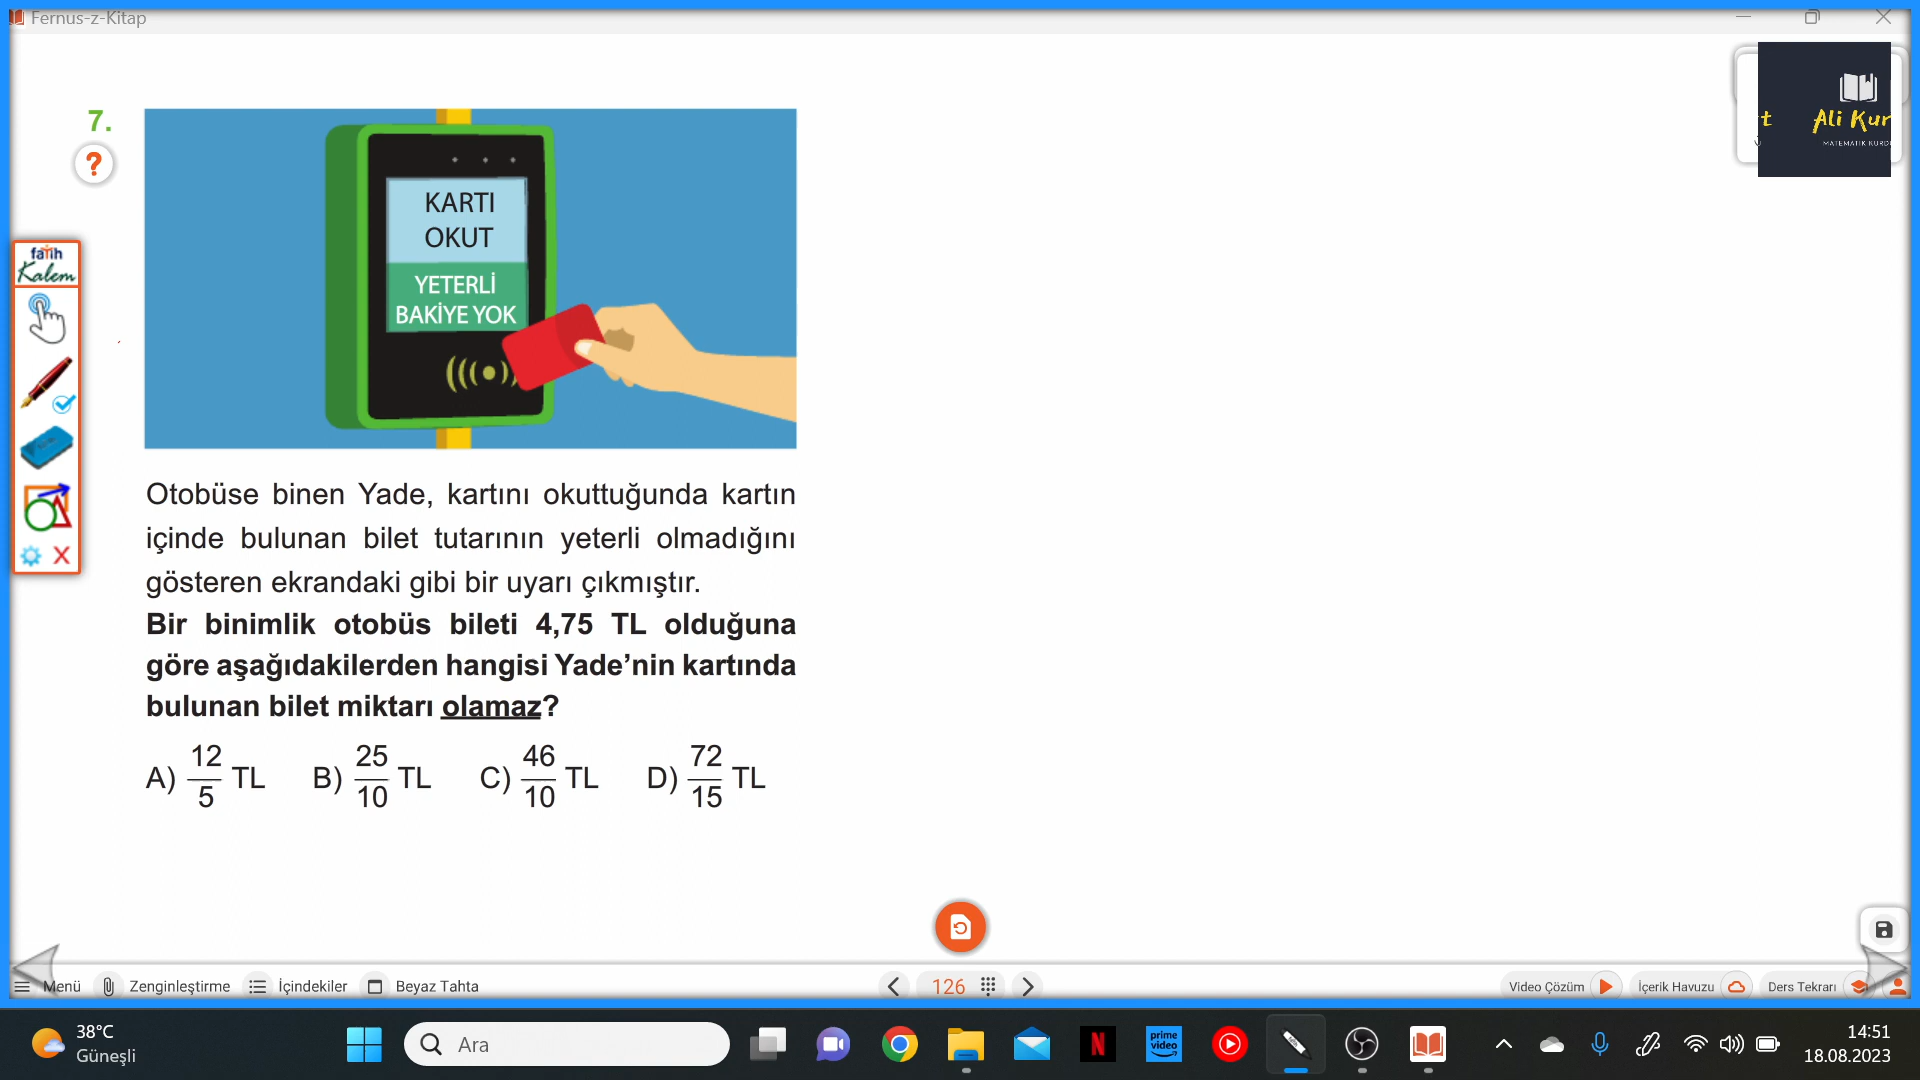 Fernus-z-Kitap
t Ali Kur
MATEMATIK KURD
7.
?
KARTI
OKUT
YETERLİ
BAKİYE YOK
fatih
Kalem
Otobüse binen Yade, kartını okuttuğunda kartın
içinde bulunan bilet tutarının yeterli olmadığını
gösteren ekrandaki gibi bir uyarı çıkmıştır.
Bir binimlik otobüs bileti 4,75 TL olduğuna
göre aşağıdakilerden hangisi Yade'nin kartında
bulunan bilet miktarı olamaz?
A) 12/5 TL B) 25/10 TL C) 46/10 TL D) 72/15 TL
Menü Zenginleştirme İçindekiler Beyaz Tahta 126 Video Çözüm İçerik Havuzu Ders Tekrarı
38°C
Güneşli
Ara
prime
video
14:51
18.08.2023